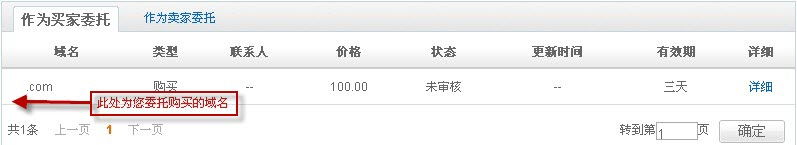 作为买家委托 作为卖家委托
域名 类型 联系人 价格 状态 更新时间 有效期 详细
.com 购买 -- 100.00 未审核 -- 三天 详细
此处为您委托购买的域名
共1条 上一页 1 下一页 转到第 1 页 确定